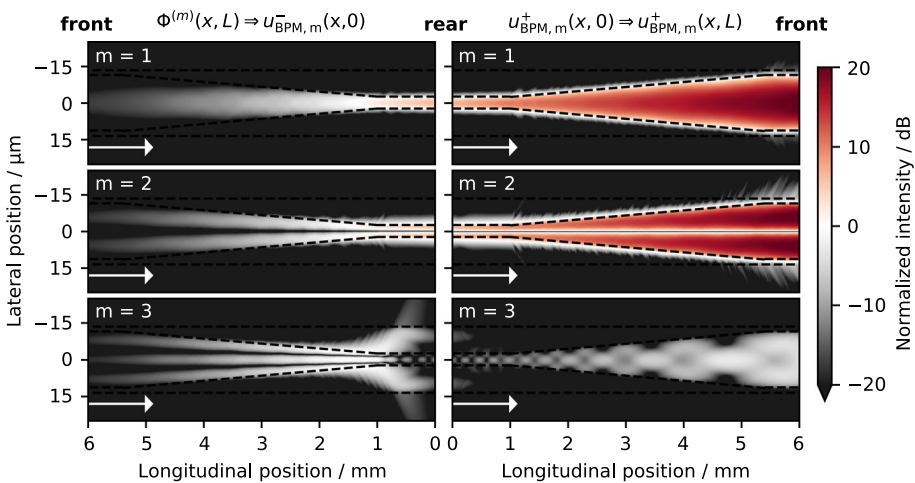 front Φ^(m)(x, L) ⇒ u^−_BPM, m(x,0) rear u^+_BPM, m(x, 0) ⇒ u^+_BPM, m(x, L) front
m = 1 m = 1
m = 2 m = 2
m = 3 m = 3
−15
0
15
−15
0
15
−15
0
15
Lateral position / μm
6 5 4 3 2 1 0 0 1 2 3 4 5 6
Longitudinal position / mm Longitudinal position / mm
20
10
0
−10
−20
Normalized intensity / dB